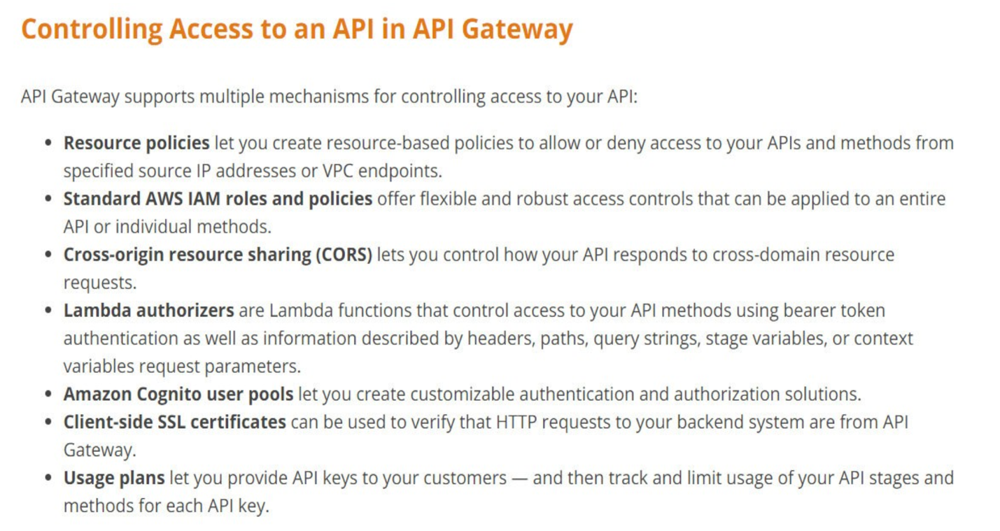 Controlling Access to an API in API Gateway
API Gateway supports multiple mechanisms for controlling access to your API:
• Resource policies let you create resource-based policies to allow or deny access to your APIs and methods from
specified source IP addresses or VPC endpoints.
• Standard AWS IAM roles and policies offer flexible and robust access controls that can be applied to an entire
API or individual methods.
• Cross-origin resource sharing (CORS) lets you control how your API responds to cross-domain resource
requests.
• Lambda authorizers are Lambda functions that control access to your API methods using bearer token
authentication as well as information described by headers, paths, query strings, stage variables, or context
variables request parameters.
• Amazon Cognito user pools let you create customizable authentication and authorization solutions.
• Client-side SSL certificates can be used to verify that HTTP requests to your backend system are from API
Gateway.
• Usage plans let you provide API keys to your customers — and then track and limit usage of your API stages and
methods for each API key.